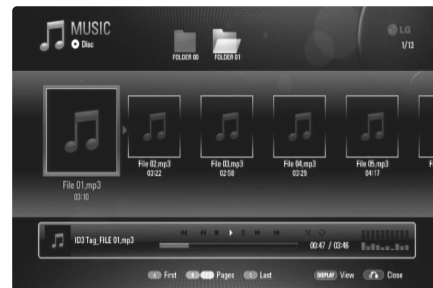 MUSIC
Disc
LG
1/13
FOLDER 00 FOLDER 01
File 01.mp3
03:10
File 02.mp3
03:22
File 03.mp3
02:58
File 04.mp3
03:29
File 05.mp3
04:17
ID3 Tag_FILE 01.mp3
00:47 / 03:46
First Pages Last DISPLAY View Close